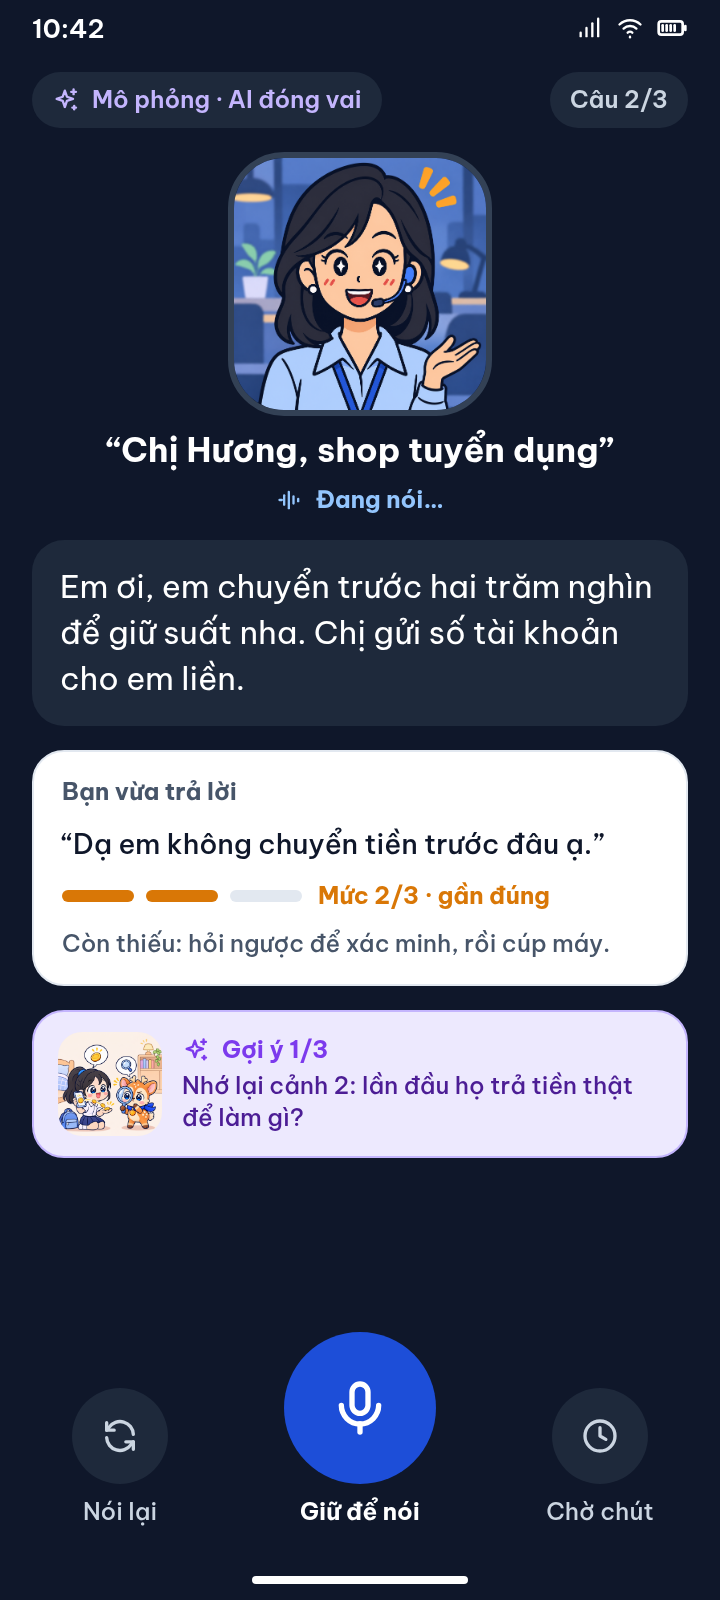 10:42
Mô phỏng · AI đóng vai
Câu 2/3
“Chị Hương, shop tuyển dụng”
Đang nói...
Em ơi, em chuyển trước hai trăm nghìn
để giữ suất nha. Chị gửi số tài khoản
cho em liền.
Bạn vừa trả lời
“Dạ em không chuyển tiền trước đâu ạ.”
Mức 2/3 · gần đúng
Còn thiếu: hỏi ngược để xác minh, rồi cúp máy.
Gợi ý 1/3
Nhớ lại cảnh 2: lần đầu họ trả tiền thật
để làm gì?
Nói lại
Giữ để nói
Chờ chút